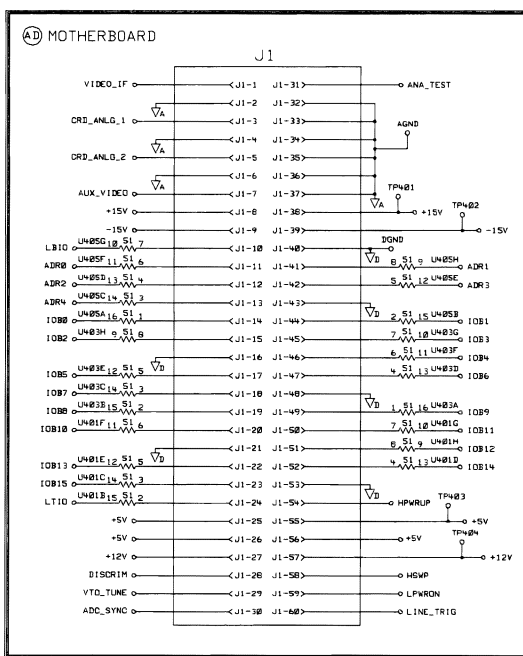 AD MOTHERBOARD
J1
VIDEO_IF J1-1 J1-31 ANA_TEST
A J1-2 J1-32
CRD_ANLG_1 J1-3 J1-33 AGND
A J1-4 J1-34
CRD_ANLG_2 J1-5 J1-35
A J1-6 J1-36
AUX_VIDEO J1-7 J1-37 A TP401
+15V J1-8 J1-38 +15V TP402
-15V J1-9 J1-39 -15V
LBIO U405G 10 51 7 J1-10 J1-40 D DGND
ADR0 U405F 11 51 6 J1-11 J1-41 8 51 9 U405H ADR1
ADR2 U405D 13 51 4 J1-12 J1-42 5 51 12 U405E ADR3
ADR4 U405C 14 51 3 J1-13 J1-43 D
IOB0 U405A 16 51 1 J1-14 J1-44 2 51 15 U405B IOB1
IOB2 U403H 9 51 8 J1-15 J1-45 7 51 10 U403G IOB3
D J1-16 J1-46 6 51 11 U403F IOB4
IOB5 U403E 12 51 5 J1-17 J1-47 4 51 13 U403D IOB6
IOB7 U403C 14 51 3 J1-18 J1-48 D
IOB8 U403B 15 51 2 J1-19 J1-49 1 51 16 U403A IOB9
IOB10 U401F 11 51 6 J1-20 J1-50 7 51 10 U401G IOB11
D J1-21 J1-51 8 51 9 U401H IOB12
IOB13 U401E 12 51 5 J1-22 J1-52 4 51 13 U401D IOB14
IOB15 U401C 14 51 3 J1-23 J1-53 D
LTIO U401B 15 51 2 J1-24 J1-54 HPWRUP TP403
+5V J1-25 J1-55 +5V
+5V J1-26 J1-56 +5V TP404
+12V J1-27 J1-57 +12V
DISCRIM J1-28 J1-58 HSWP
VTO_TUNE J1-29 J1-59 LPWRON
ADC_SYNC J1-30 J1-60 LINE_TRIG